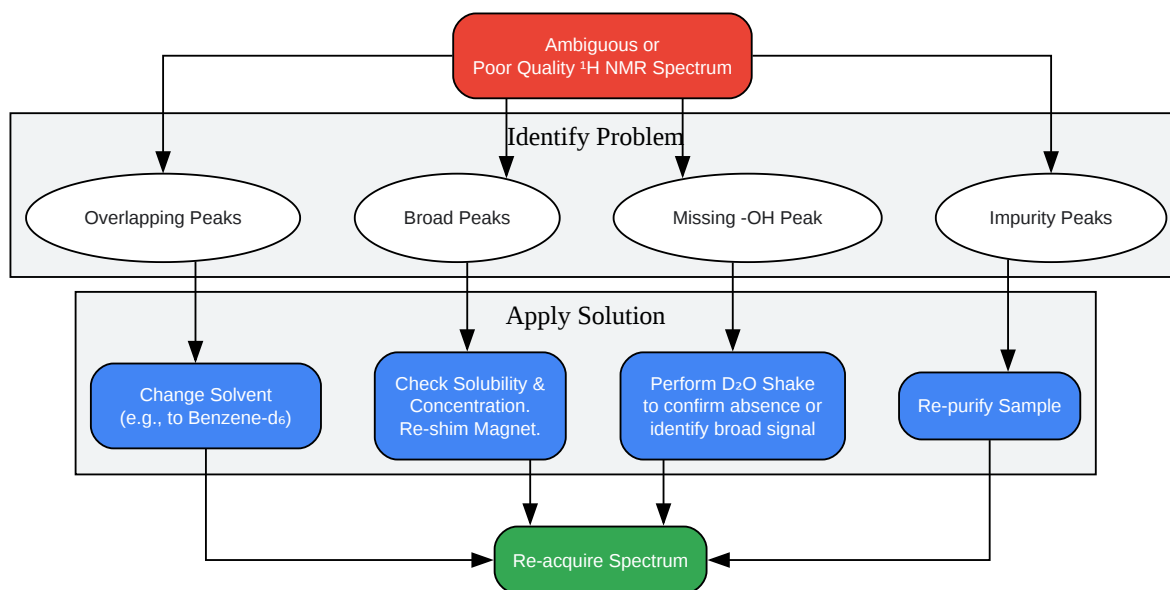 Ambiguous or
Poor Quality ¹H NMR Spectrum
Identify Problem
Overlapping Peaks
Broad Peaks
Missing -OH Peak
Impurity Peaks
Apply Solution
Change Solvent
(e.g., to Benzene-d₆)
Check Solubility &
Concentration.
Re-shim Magnet.
Perform D₂O Shake
to confirm absence or
identify broad signal
Re-purify Sample
Re-acquire Spectrum